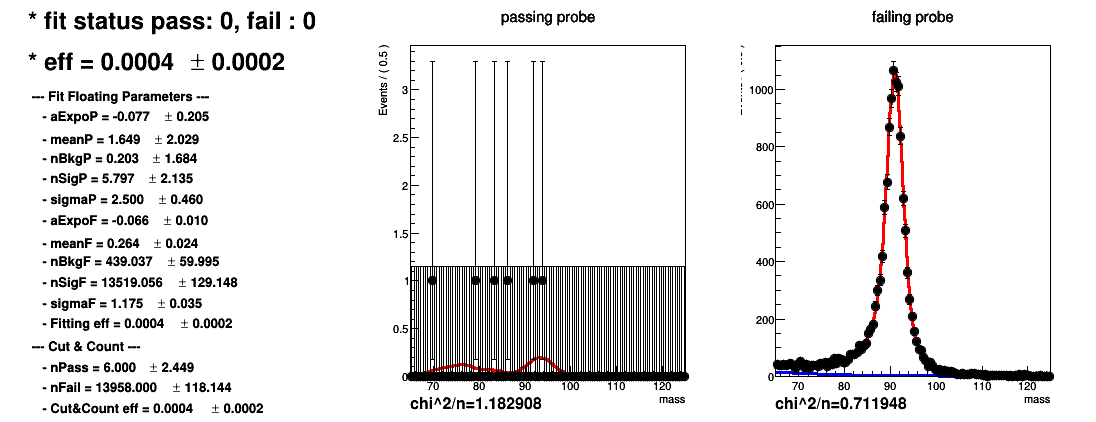 * fit status pass: 0, fail : 0
* eff = 0.0004 ± 0.0002
--- Fit Floating Parameters ---
- aExpoP = -0.077 ± 0.205
- meanP = 1.649 ± 2.029
- nBkgP = 0.203 ± 1.684
- nSigP = 5.797 ± 2.135
- sigmaP = 2.500 ± 0.460
- aExpoF = -0.066 ± 0.010
- meanF = 0.264 ± 0.024
- nBkgF = 439.037 ± 59.995
- nSigF = 13519.056 ± 129.148
- sigmaF = 1.175 ± 0.035
- Fitting eff = 0.0004 ± 0.0002
--- Cut & Count ---
- nPass = 6.000 ± 2.449
- nFail = 13958.000 ± 118.144
- Cut&Count eff = 0.0004 ± 0.0002
passing probe
Events / ( 0.5 )
3
2.5
2
1.5
1
0.5
0
70 80 90 100 110 120
mass
chi^2/n=1.182908
failing probe
1000
800
600
400
200
0
70 80 90 100 110 120
mass
chi^2/n=0.711948